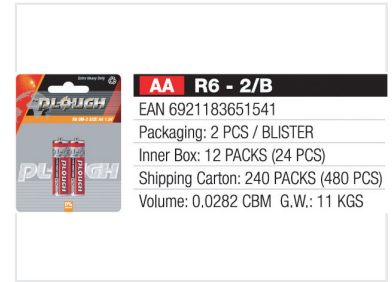 Extra Heavy Duty
PLOUGH
AA R6 - 2/B
EAN 6921183651541
Packaging: 2 PCS / BLISTER
Inner Box: 12 PACKS (24 PCS)
Shipping Carton: 240 PACKS (480 PCS)
Volume: 0.0282 CBM G.W.: 11 KGS
PLOUGH
PLOUGH